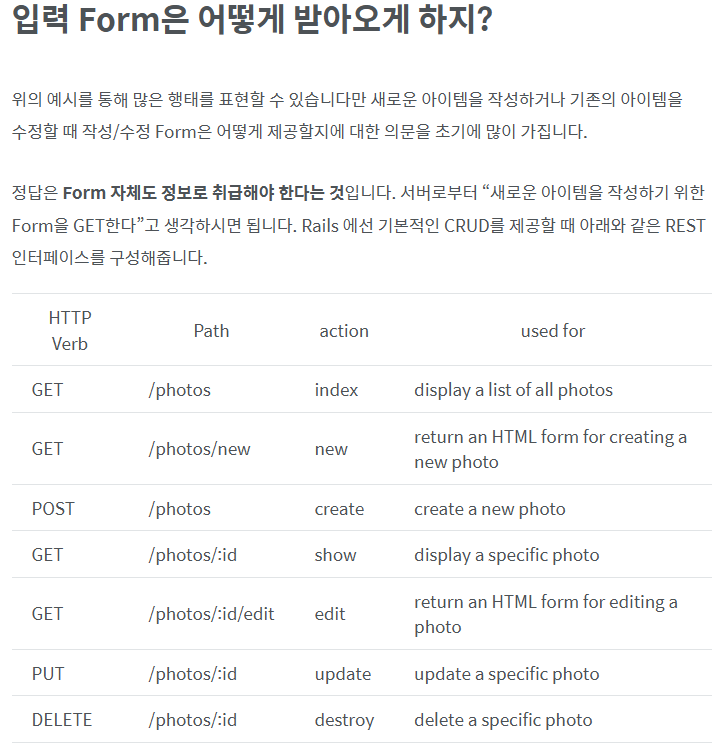 입력 Form은 어떻게 받아오게 하지?
위의 예시를 통해 많은 행태를 표현할 수 있습니다만 새로운 아이템을 작성하거나 기존의 아이템을
수정할 때 작성/수정 Form은 어떻게 제공할지에 대한 의문을 초기에 많이 가집니다.
정답은 Form 자체도 정보로 취급해야 한다는 것입니다. 서버로부터 “새로운 아이템을 작성하기 위한
Form을 GET한다”고 생각하시면 됩니다. Rails 에선 기본적인 CRUD를 제공할 때 아래와 같은 REST
인터페이스를 구성해줍니다.
HTTP
Verb Path action used for
GET /photos index display a list of all photos
GET /photos/new new return an HTML form for creating a
new photo
POST /photos create create a new photo
GET /photos/:id show display a specific photo
GET /photos/:id/edit edit return an HTML form for editing a
photo
PUT /photos/:id update update a specific photo
DELETE /photos/:id destroy delete a specific photo